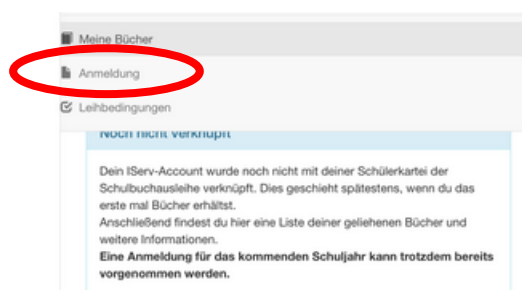 Meine Bücher
Anmeldung
Leihbedingungen
Noch nicht verknüpft
Dein IServ-Account wurde noch nicht mit deiner Schülerkartei der
Schulbuchausleihe verknüpft. Dies geschieht spätestens, wenn du das
erste mal Bücher erhältst.
Anschließend findest du hier eine Liste deiner geliehenen Bücher und
weitere Informationen.
Eine Anmeldung für das kommenden Schuljahr kann trotzdem bereits
vorgenommen werden.